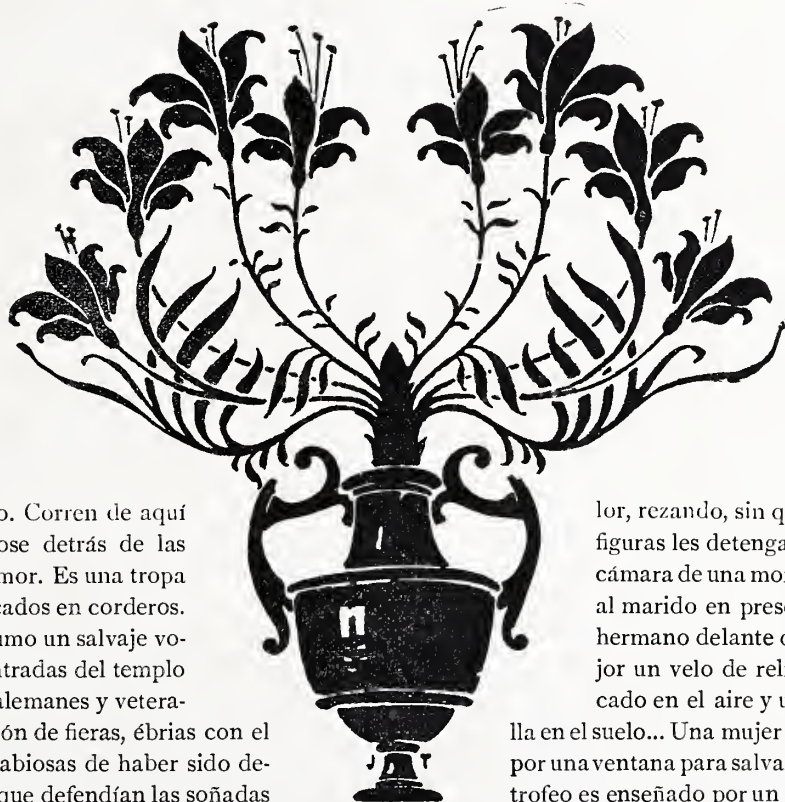 o. Corren de aquí
ose detrás de las
mor. Es una tropa
cados en corderos.
umo un salvaje vo-
ntradas del templo
alemanes y vetera-
ón de fieras, ébrias con el
abiosas de haber sido de-
que defendían las soñadas
J T
lor, rezando, sin q
figuras les detenga
cámara de una mo
al marido en prese
hermano delante
jor un velo de rel
cado en el aire y u
lla en el suelo... Una mujer
por una ventana para salva
trofeo es enseñado por un